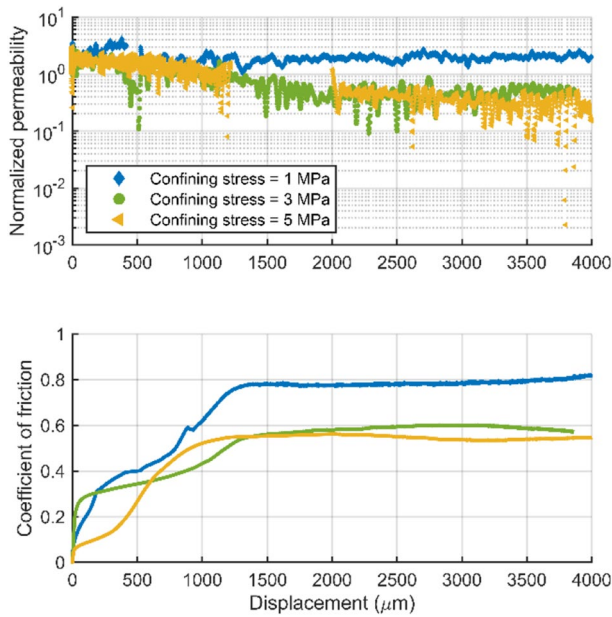 Normalized permeability
10^1
10^0
10^-1
10^-2
10^-3
Confining stress = 1 MPa
Confining stress = 3 MPa
Confining stress = 5 MPa
0 500 1000 1500 2000 2500 3000 3500 4000
Coefficient of friction
1
0.8
0.6
0.4
0.2
0
0 500 1000 1500 2000 2500 3000 3500 4000
Displacement (μm)